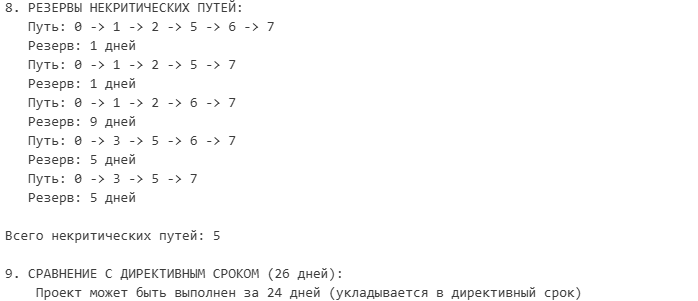 8. РЕЗЕРВЫ НЕКРИТИЧЕСКИХ ПУТЕЙ:
Путь: 0 -> 1 -> 2 -> 5 -> 6 -> 7
Резерв: 1 дней
Путь: 0 -> 1 -> 2 -> 5 -> 7
Резерв: 1 дней
Путь: 0 -> 1 -> 2 -> 6 -> 7
Резерв: 9 дней
Путь: 0 -> 3 -> 5 -> 6 -> 7
Резерв: 5 дней
Путь: 0 -> 3 -> 5 -> 7
Резерв: 5 дней
Всего некритических путей: 5
9. СРАВНЕНИЕ С ДИРЕКТИВНЫМ СРОКОМ (26 дней):
Проект может быть выполнен за 24 дней (укладывается в директивный срок)